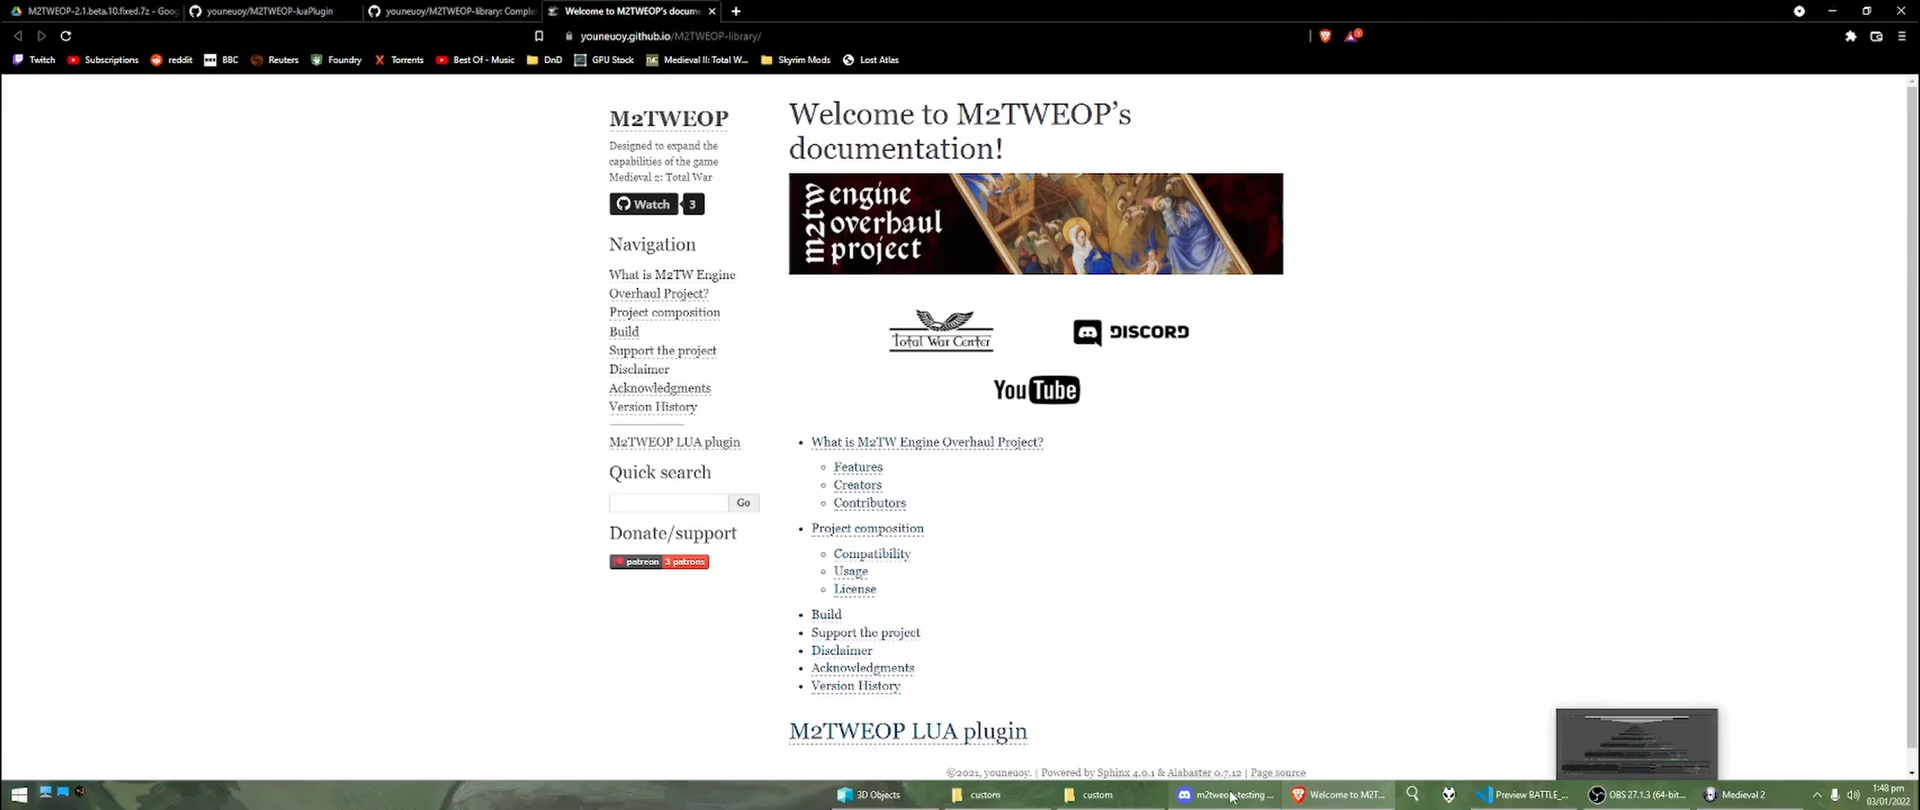 M2TWEOP-2.1.beta.10.fixed.7z - Goog
youneuoy/M2TWEOP-luaPlugin
youneuoy/M2TWEOP-library: Comple
Welcome to M2TWEOP's docum
youneuoy.github.io/M2TWEOP-library/
Twitch
Subscriptions
reddit
BBC
Reuters
Foundry
Torrents
Best Of - Music
DnD
GPU Stock
Medieval II: Total W...
Skyrim Mods
Lost Atlas
M2TWEOP
Designed to expand the
capabilities of the game
Medieval 2: Total War
Watch 3
Navigation
What is M2TW Engine
Overhaul Project?
Project composition
Build
Support the project
Disclaimer
Acknowledgments
Version History
M2TWEOP LUA plugin
Quick search
Go
Donate/support
patreon 3 patrons
Welcome to M2TWEOP's
documentation!
m2tw
engine
overhaul
project
Total War Center
DISCORD
YouTube
• What is M2TW Engine Overhaul Project?
Features
Creators
Contributors
• Project composition
Compatibility
Usage
License
• Build
• Support the project
• Disclaimer
• Acknowledgments
• Version History
M2TWEOP LUA plugin
©2021, youneuoy. | Powered by Sphinx 4.0.1 & Alabaster 0.7.12 | Page source
3D Objects
custom
custom
m2tweop_testing ...
Welcome to M2T...
Preview BATTLE_...
OBS 27.1.3 (64-bit...
Medieval 2
1:48 pm
03/01/2022